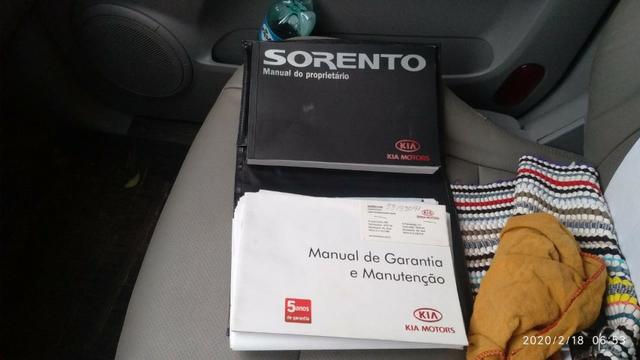 SORENTO
Manual do proprietário
KIA
KIA MOTORS
Manual de Garantia
e Manutenção
5 anos
de garantia
KIA
KIA MOTORS
2020/2/18 06:53